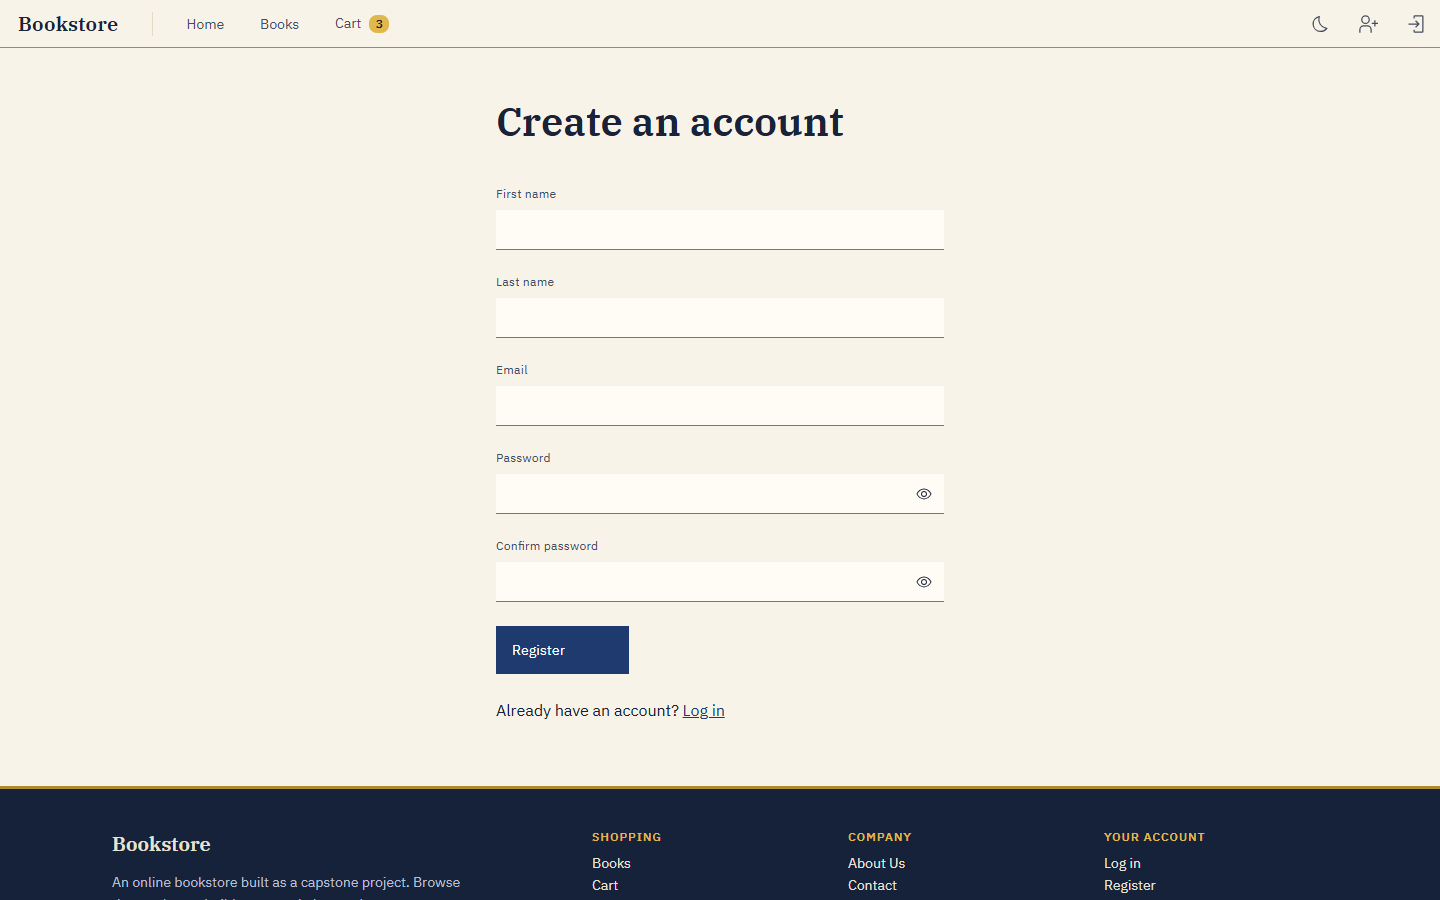 Bookstore
Home
Books
Cart 3
Create an account
First name
Last name
Email
Password
Confirm password
Register
Already have an account? Log in
Bookstore
An online bookstore built as a capstone project. Browse
SHOPPING
Books
Cart
COMPANY
About Us
Contact
YOUR ACCOUNT
Log in
Register